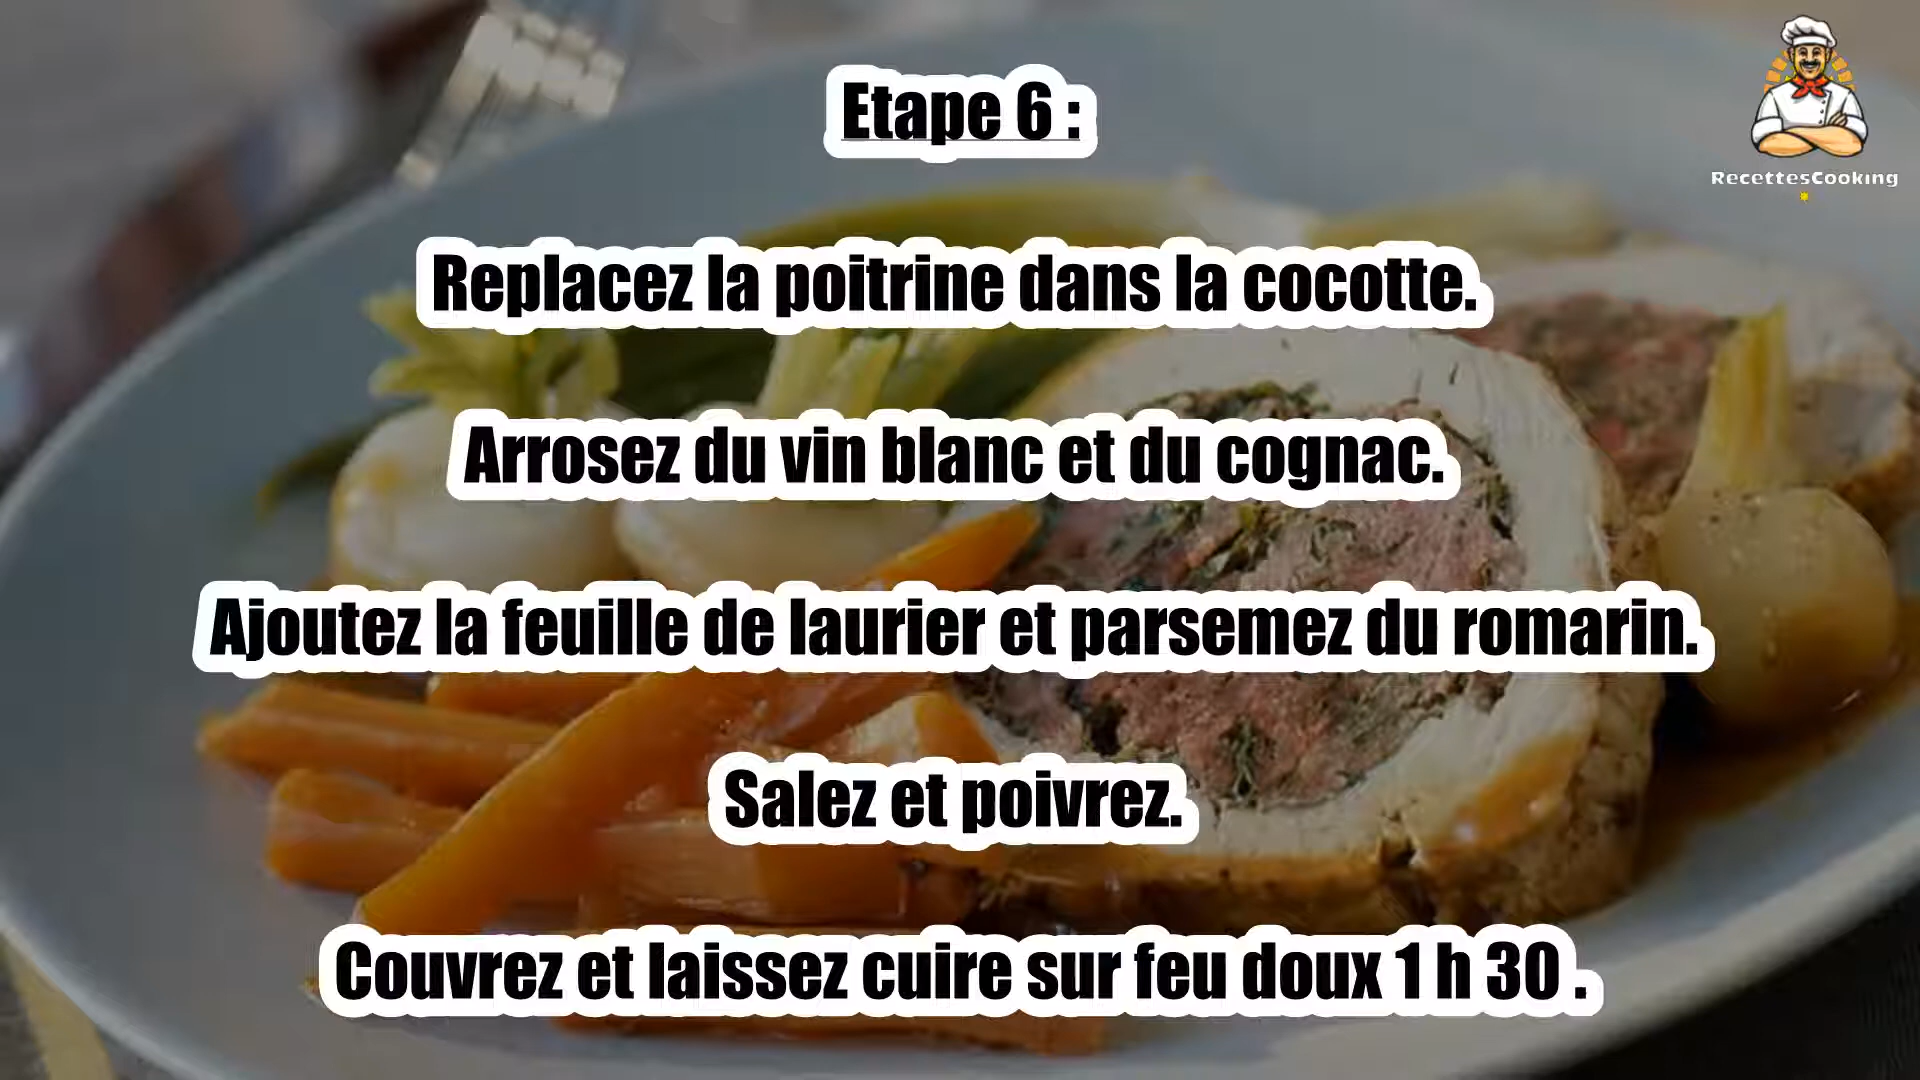 Etape 6 :
RecettesCooking
Replacez la poitrine dans la cocotte.
Arrosez du vin blanc et du cognac.
Ajoutez la feuille de laurier et parsemez du romarin.
Salez et poivrez.
Couvrez et laissez cuire sur feu doux 1 h 30 .